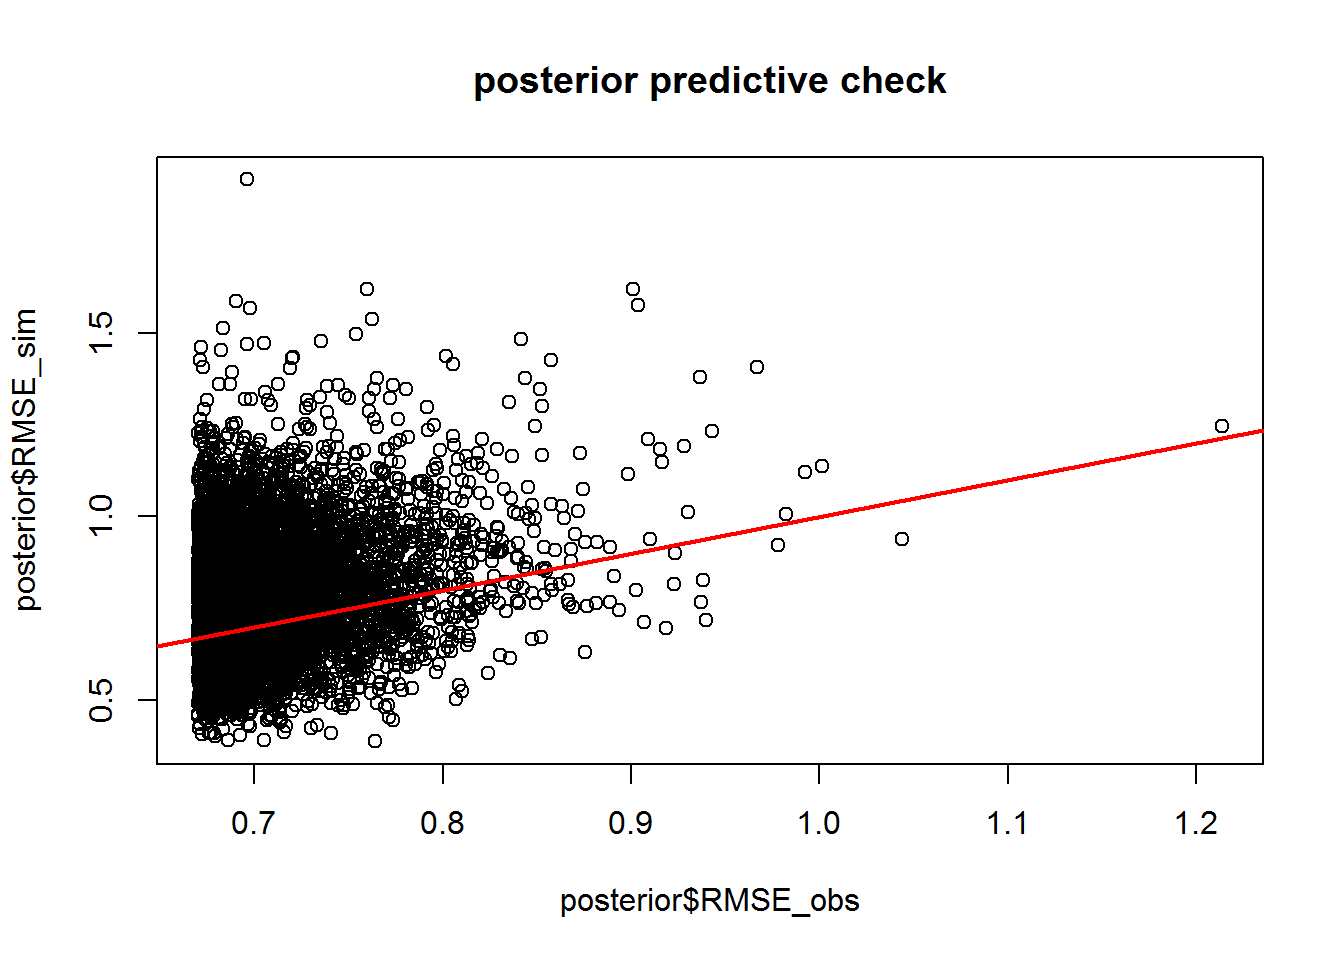 posterior predictive check
posterior$RMSE_sim
1.5
1.0
0.5
0.7 0.8 0.9 1.0 1.1 1.2
posterior$RMSE_obs